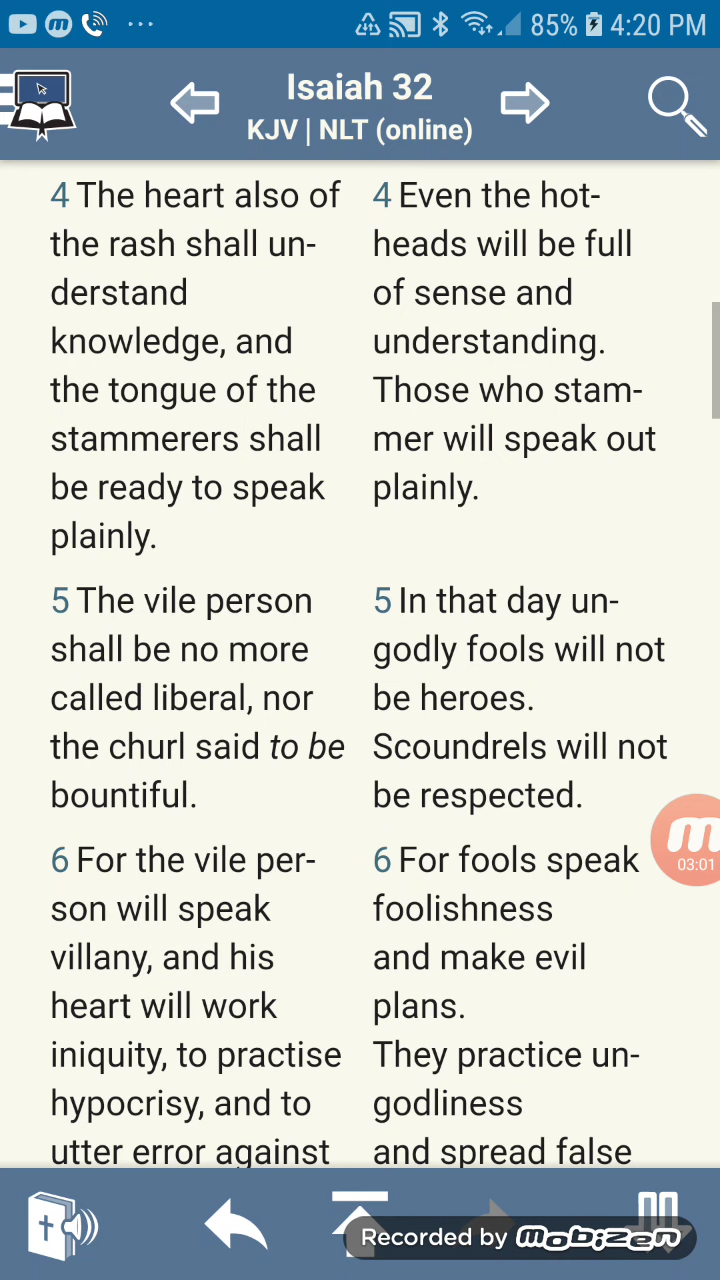 85% 4:20 PM
Isaiah 32
KJV | NLT (online)
4 The heart also of
the rash shall un-
derstand
knowledge, and
the tongue of the
stammerers shall
be ready to speak
plainly.
5 The vile person
shall be no more
called liberal, nor
the churl said to be
bountiful.
6 For the vile per-
son will speak
villany, and his
heart will work
iniquity, to practise
hypocrisy, and to
utter error against
4 Even the hot-
heads will be full
of sense and
understanding.
Those who stam-
mer will speak out
plainly.
5 In that day un-
godly fools will not
be heroes.
Scoundrels will not
be respected.
6 For fools speak
foolishness
and make evil
plans.
They practice un-
godliness
and spread false
m
03:01
Recorded by mobizen